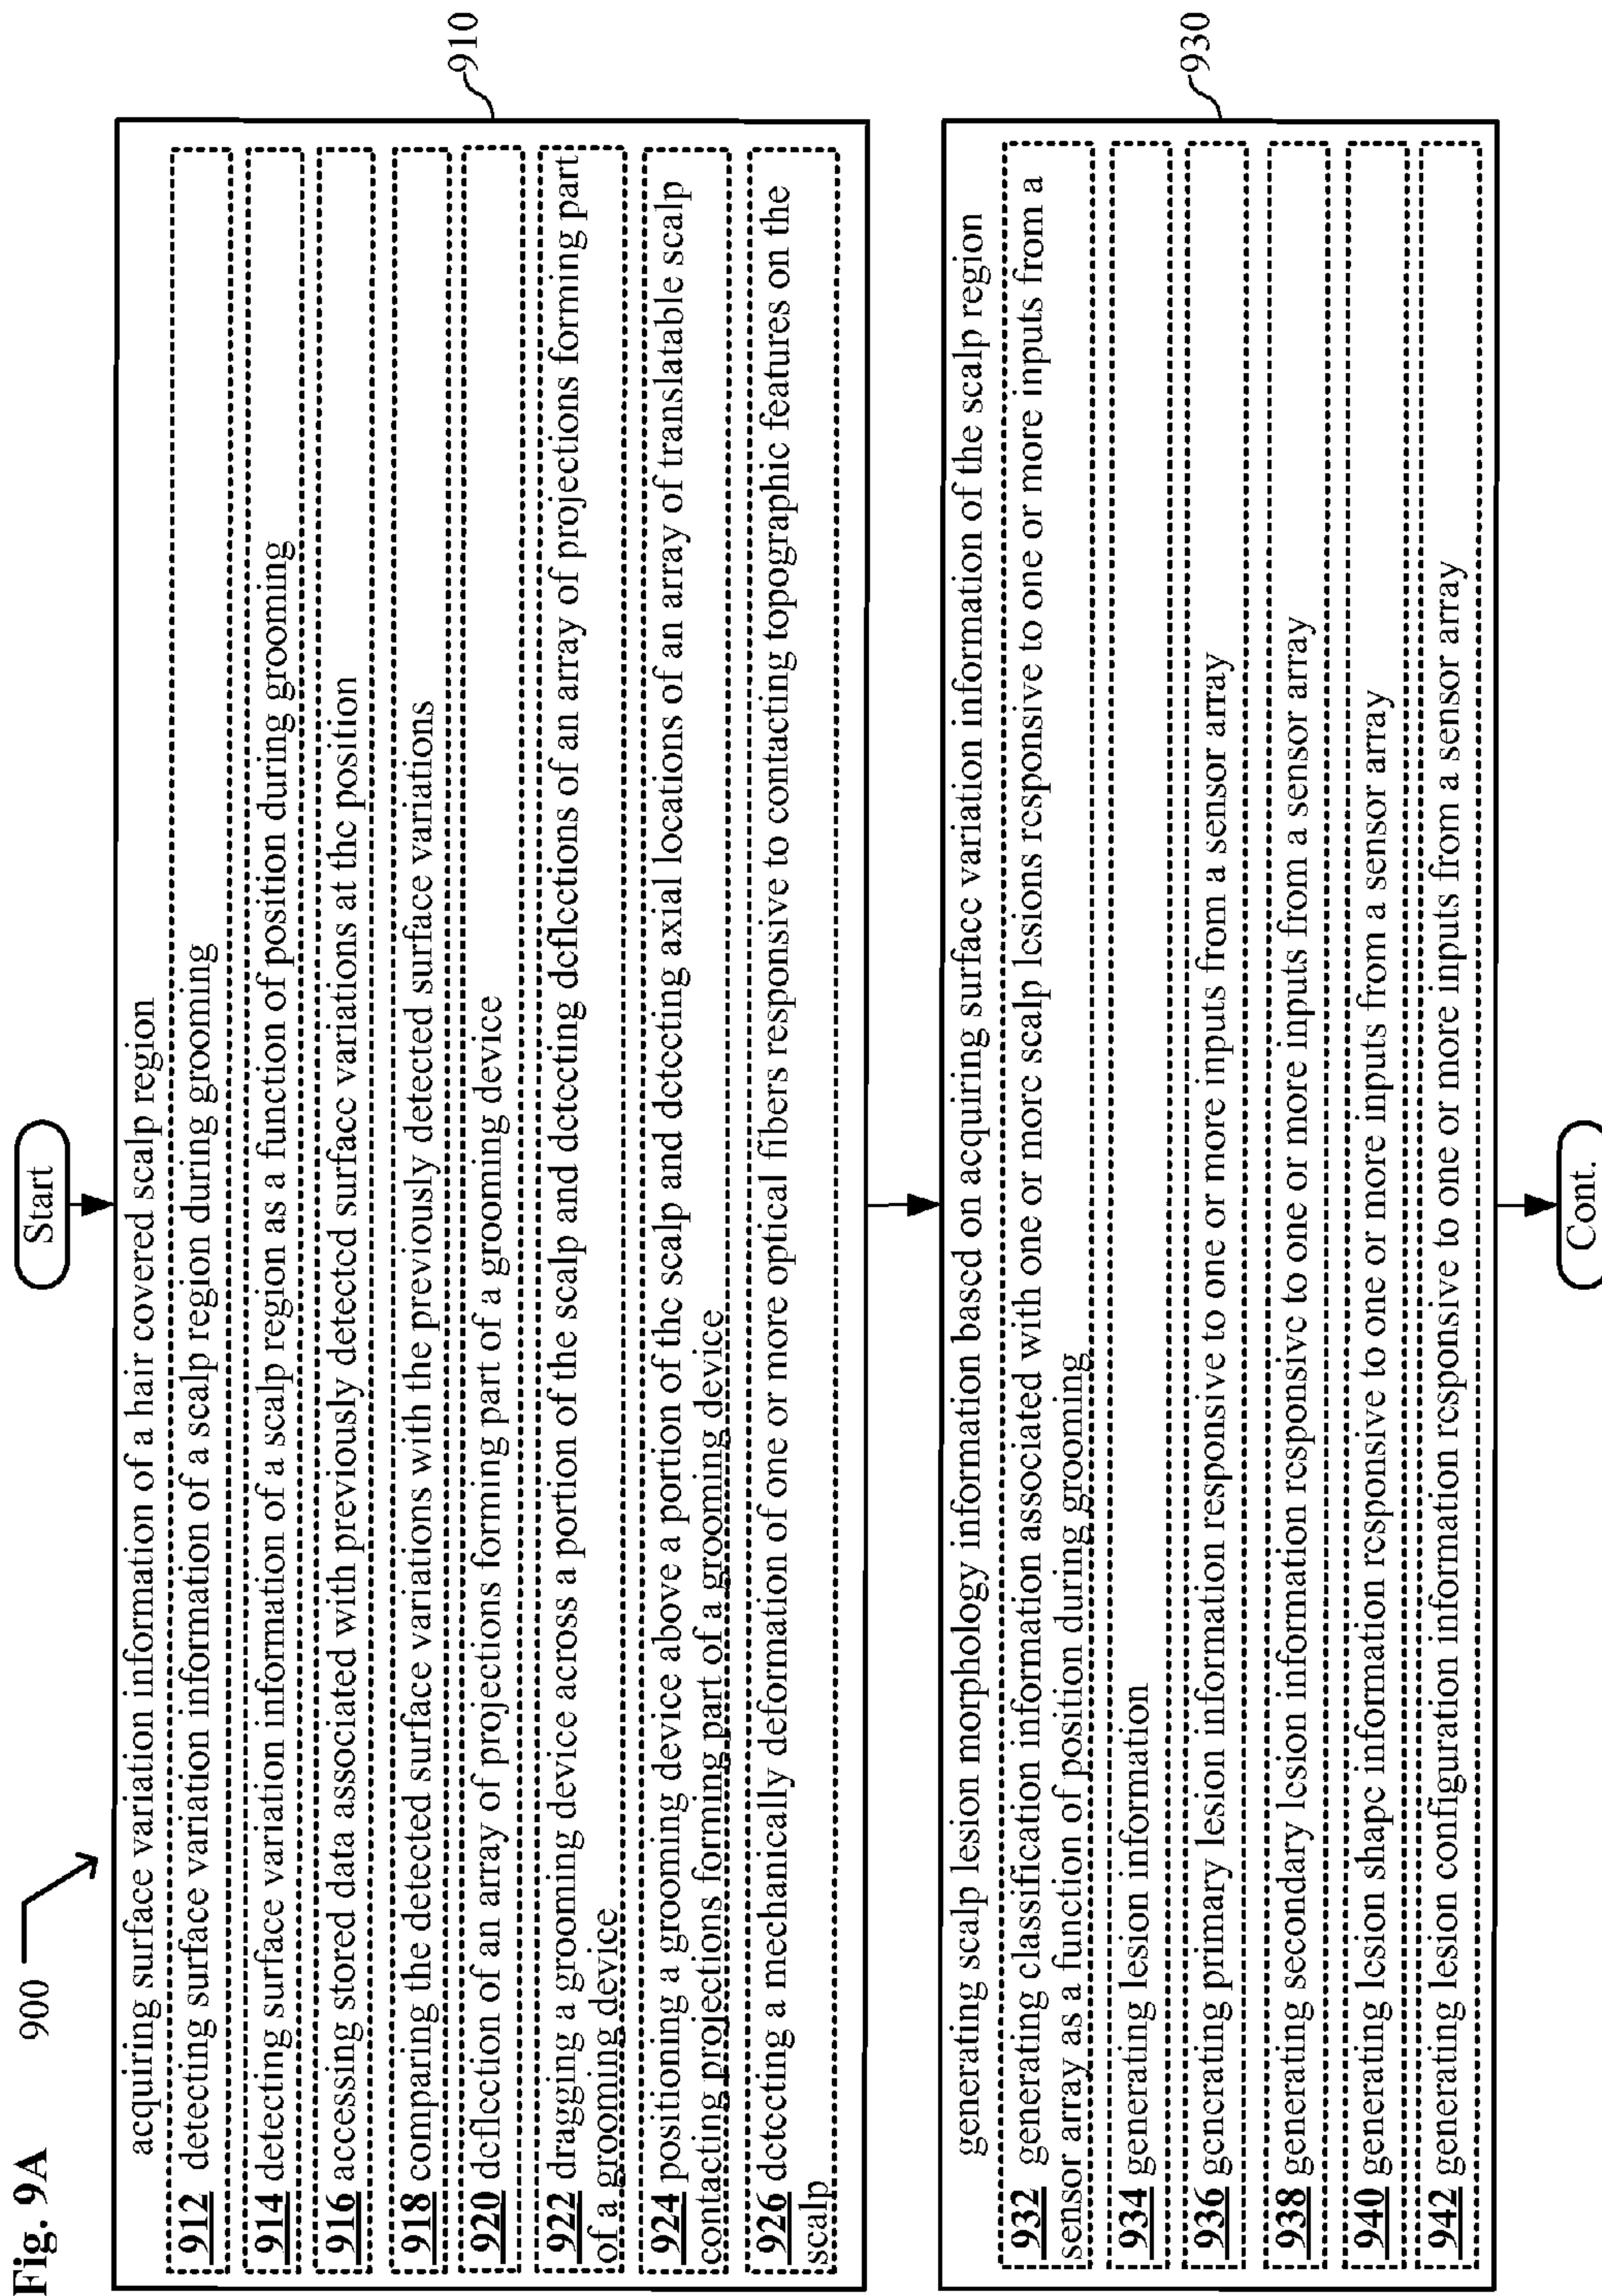 Fig. 9A
900
Start
910
acquiring surface variation information of a hair covered scalp region
912 detecting surface variation information of a scalp region during grooming
914 detecting surface variation information of a scalp region as a function of position during grooming
916 accessing stored data associated with previously detected surface variations at the position
918 comparing the detected surface variations with the previously detected surface variations
920 deflection of an array of projections forming part of a grooming device
922 dragging a grooming device across a portion of the scalp and detecting deflections of an array of projections forming part
of a grooming device
924 positioning a grooming device above a portion of the scalp and detecting axial locations of an array of translatable scalp
contacting projections forming part of a grooming device
926 detecting a mechanically deformation of one or more optical fibers responsive to contacting topographic features on the
scalp
930
generating scalp lesion morphology information based on acquiring surface variation information of the scalp region
932 generating classification information associated with one or more scalp lesions responsive to one or more inputs from a
sensor array as a function of position during grooming
934 generating lesion information
936 generating primary lesion information responsive to one or more inputs from a sensor array
938 generating secondary lesion information responsive to one or more inputs from a sensor array
940 generating lesion shape information responsive to one or more inputs from a sensor array
942 generating lesion configuration information responsive to one or more inputs from a sensor array
Cont.